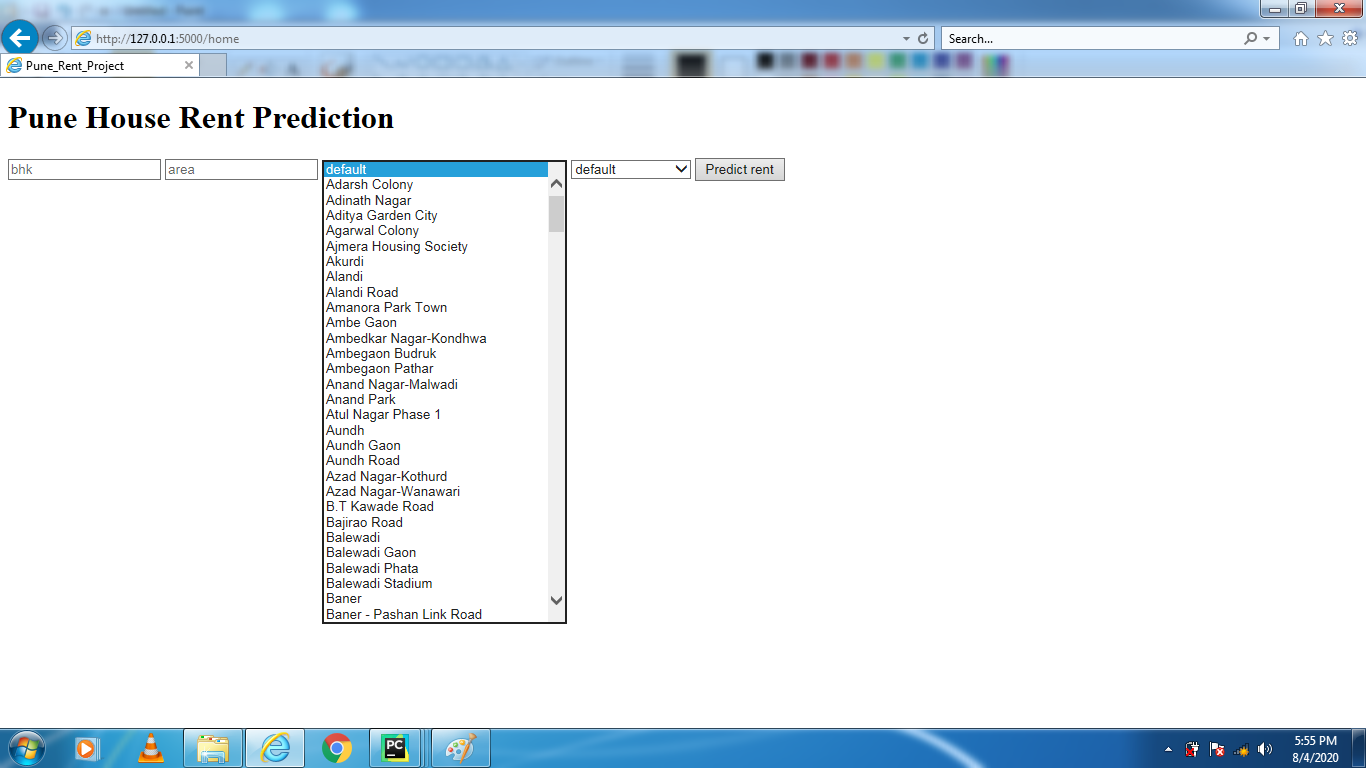 http://127.0.0.1:5000/home
Search...
Pune_Rent_Project
Pune House Rent Prediction
bhk area default default Predict rent
Adarsh Colony
Adinath Nagar
Aditya Garden City
Agarwal Colony
Ajmera Housing Society
Akurdi
Alandi
Alandi Road
Amanora Park Town
Ambe Gaon
Ambedkar Nagar-Kondhwa
Ambegaon Budruk
Ambegaon Pathar
Anand Nagar-Malwadi
Anand Park
Atul Nagar Phase 1
Aundh
Aundh Gaon
Aundh Road
Azad Nagar-Kothurd
Azad Nagar-Wanawari
B.T Kawade Road
Bajirao Road
Balewadi
Balewadi Gaon
Balewadi Phata
Balewadi Stadium
Baner
Baner - Pashan Link Road
PC
5:55 PM
8/4/2020